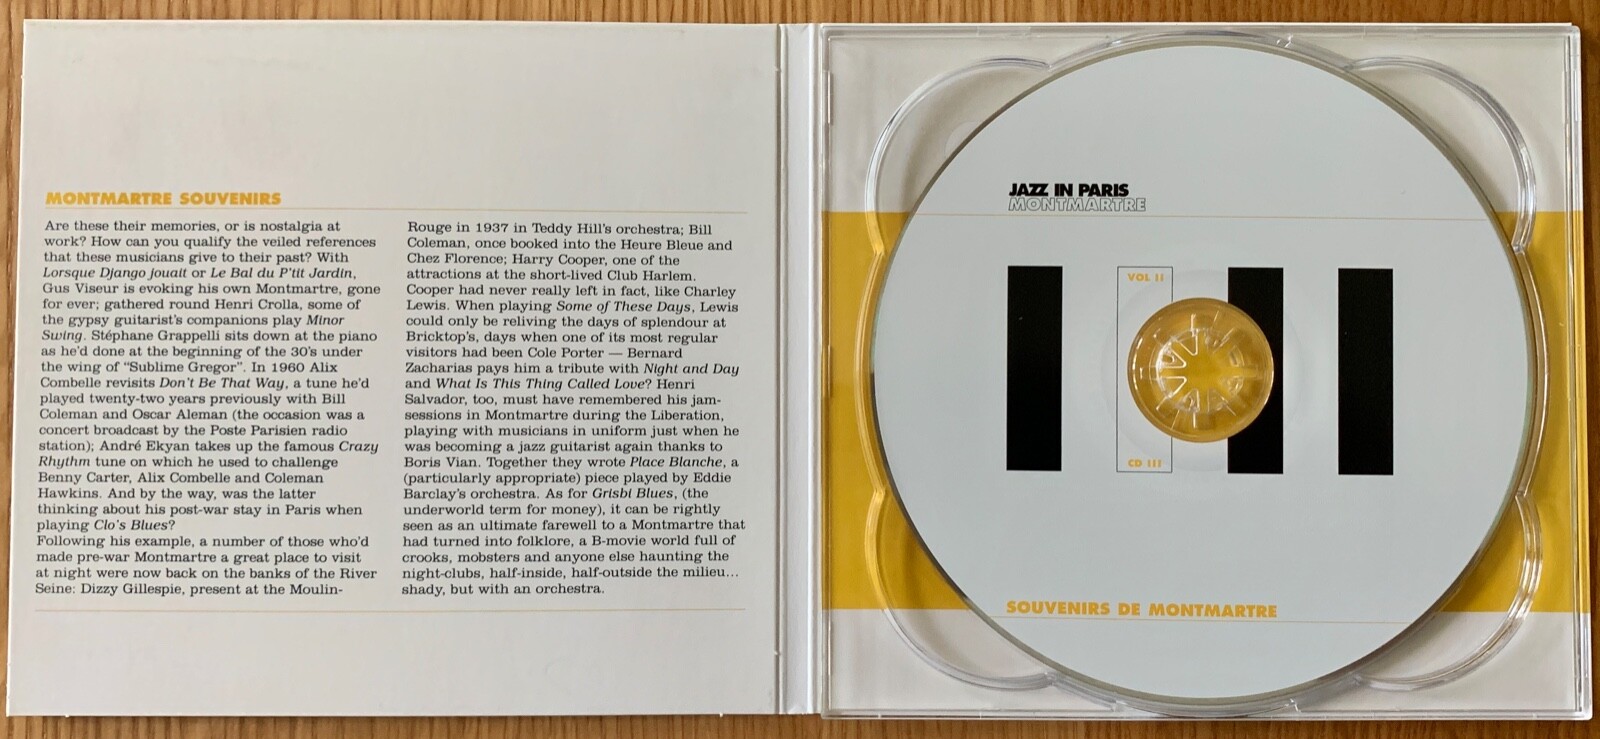 MONTMARTRE SOUVENIRS
Are these their memories, or is nostalgia at
work? How can you qualify the veiled references
that these musicians give to their past? With
Lorsque Django jouait or Le Bal du P'tit Jardin,
Gus Viseur is evoking his own Montmartre, gone
for ever; gathered round Henri Crolla, some of
the gypsy guitarist's companions play Minor
Swing. Stéphane Grappelli sits down at the piano
as he'd done at the beginning of the 30's under
the wing of "Sublime Gregor". In 1960 Alix
Combelle revisits Don't Be That Way, a tune he'd
played twenty-two years previously with Bill
Coleman and Oscar Aleman (the occasion was a
concert broadcast by the Poste Parisien radio
station); André Ekyan takes up the famous Crazy
Rhythm tune on which he used to challenge
Benny Carter, Alix Combelle and Coleman
Hawkins. And by the way, was the latter
thinking about his post-war stay in Paris when
playing Clo's Blues?
Following his example, a number of those who'd
made pre-war Montmartre a great place to visit
at night were now back on the banks of the River
Seine: Dizzy Gillespie, present at the Moulin-
Rouge in 1937 in Teddy Hill's orchestra; Bill
Coleman, once booked into the Heure Bleue and
Chez Florence; Harry Cooper, one of the
attractions at the short-lived Club Harlem.
Cooper had never really left in fact, like Charley
Lewis. When playing Some of These Days, Lewis
could only be reliving the days of splendour at
Bricktop's, days when one of its most regular
visitors had been Cole Porter — Bernard
Zacharias pays him a tribute with Night and Day
and What Is This Thing Called Love? Henri
Salvador, too, must have remembered his jam-
sessions in Montmartre during the Liberation,
playing with musicians in uniform just when he
was becoming a jazz guitarist again thanks to
Boris Vian. Together they wrote Place Blanche, a
(particularly appropriate) piece played by Eddie
Barclay's orchestra. As for Grisbi Blues, (the
underworld term for money), it can be rightly
seen as an ultimate farewell to a Montmartre that
had turned into folklore, a B-movie world full of
crooks, mobsters and anyone else haunting the
night-clubs, half-inside, half-outside the milieu...
shady, but with an orchestra.
JAZZ IN PARIS
MONTMARTRE
VOL II
CD III
SOUVENIRS DE MONTMARTRE